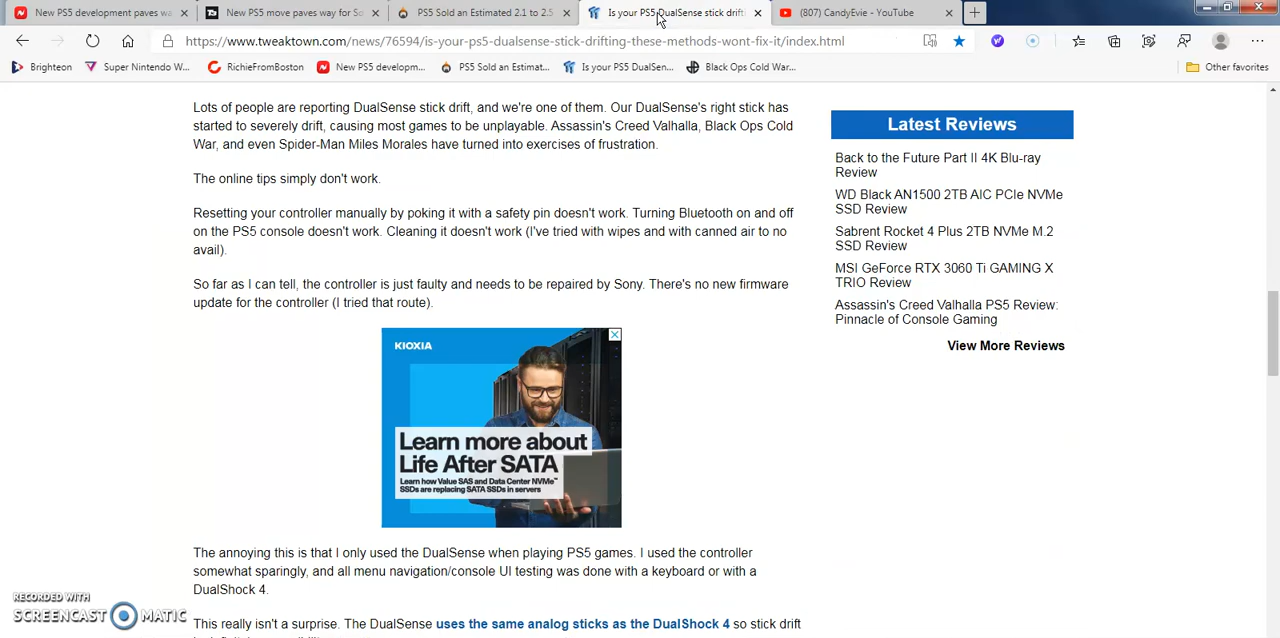 New PS5 development paves wa
New PS5 move paves way for So
PS5 Sold an Estimated 2.1 to 2.5
Is your PS5 DualSense stick drift
(807) CandyEvie - YouTube
https://www.tweaktown.com/news/76594/is-your-ps5-dualsense-stick-drifting-these-methods-wont-fix-it/index.html
Brighteon
Super Nintendo W...
RichieFromBoston
New PS5 developm...
PS5 Sold an Estimat...
Is your PS5 DualSen...
Black Ops Cold War...
Other favorites
Lots of people are reporting DualSense stick drift, and we're one of them. Our DualSense's right stick has
started to severely drift, causing most games to be unplayable. Assassin's Creed Valhalla, Black Ops Cold
War, and even Spider-Man Miles Morales have turned into exercises of frustration.
The online tips simply don't work.
Resetting your controller manually by poking it with a safety pin doesn't work. Turning Bluetooth on and off
on the PS5 console doesn't work. Cleaning it doesn't work (I've tried with wipes and with canned air to no
avail).
So far as I can tell, the controller is just faulty and needs to be repaired by Sony. There's no new firmware
update for the controller (I tried that route).
KIOXIA
Learn more about
Life After SATA
Learn how Value SAS and Data Center NVMe™
SSDs are replacing SATA SSDs in servers
The annoying this is that I only used the DualSense when playing PS5 games. I used the controller
somewhat sparingly, and all menu navigation/console UI testing was done with a keyboard or with a
DualShock 4.
This really isn't a surprise. The DualSense uses the same analog sticks as the DualShock 4 so stick drift
Latest Reviews
Back to the Future Part II 4K Blu-ray
Review
WD Black AN1500 2TB AIC PCIe NVMe
SSD Review
Sabrent Rocket 4 Plus 2TB NVMe M.2
SSD Review
MSI GeForce RTX 3060 Ti GAMING X
TRIO Review
Assassin's Creed Valhalla PS5 Review:
Pinnacle of Console Gaming
View More Reviews
RECORDED WITH
SCREENCAST MATIC